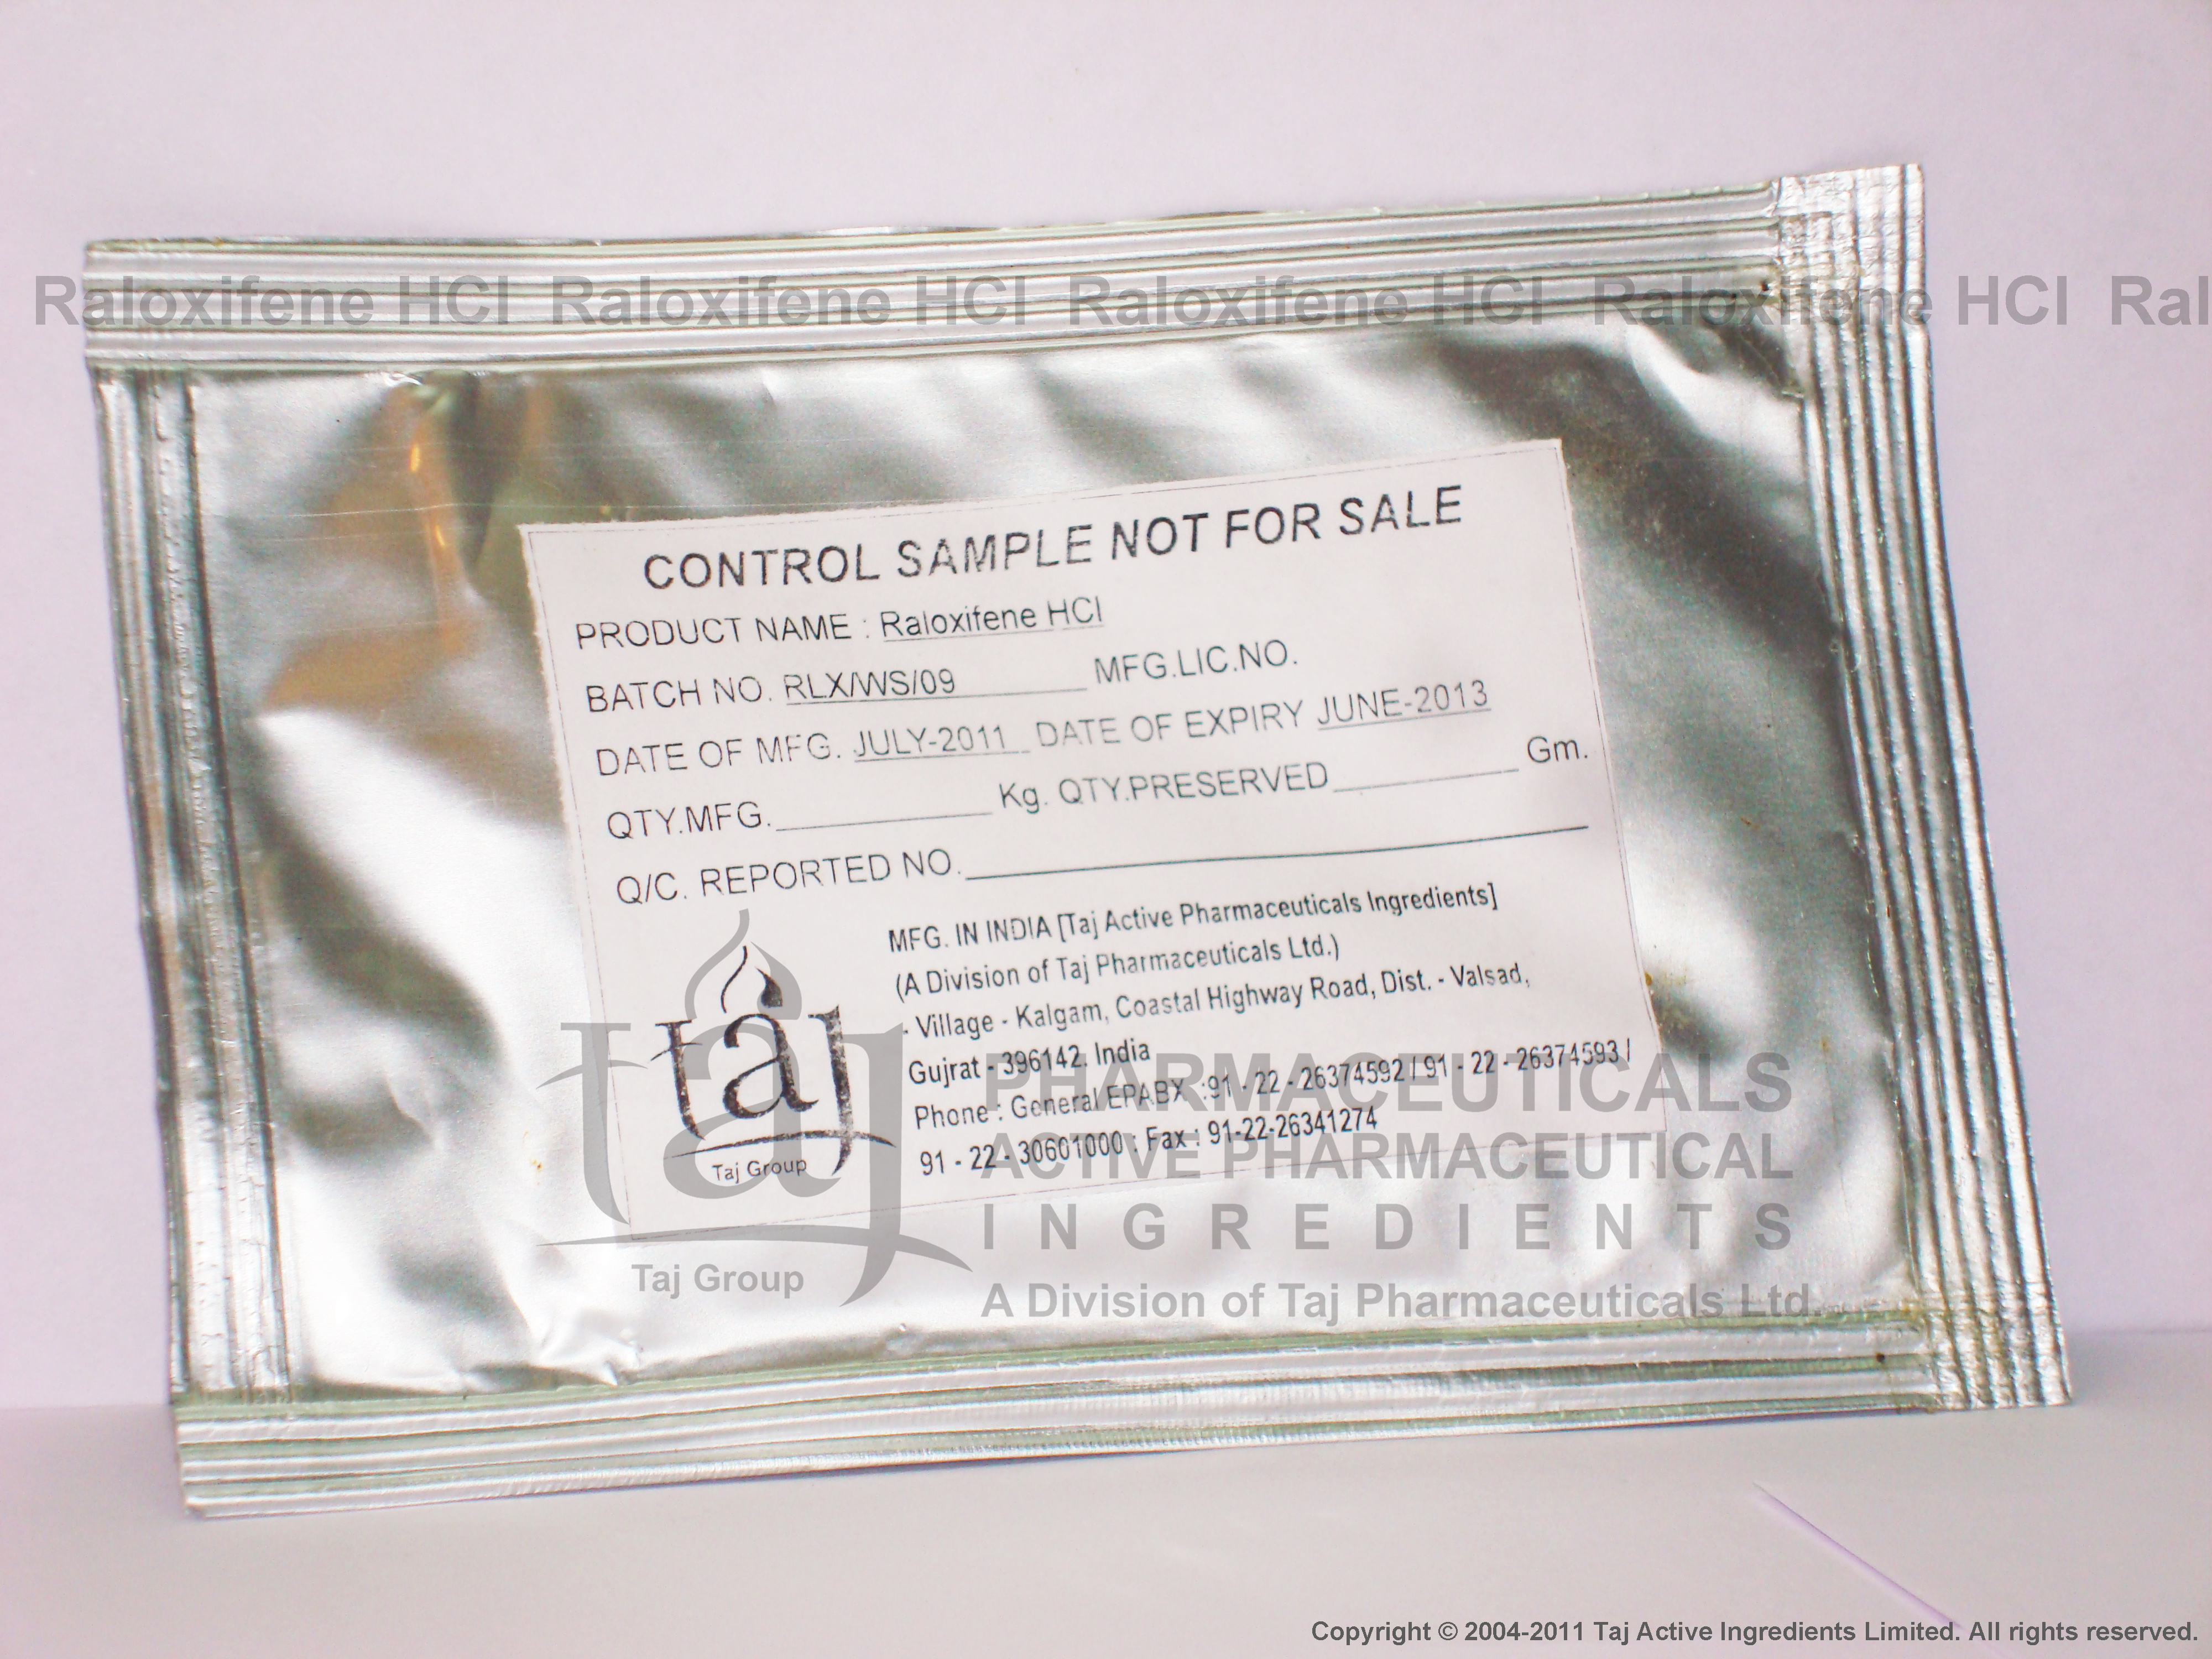 Raloxifene HCl Raloxifene HCl Raloxifene HCl Raloxifene HCl Ral
CONTROL SAMPLE NOT FOR SALE
PRODUCT NAME : Raloxifene HCl
BATCH NO. RLX/WS/09 MFG.LIC.NO.
DATE OF MFG. JULY-2011 DATE OF EXPIRY JUNE-2013
QTY.MFG. Kg. QTY.PRESERVED Gm.
Q/C. REPORTED NO.
MFG. IN INDIA [Taj Active Pharmaceuticals Ingredients]
(A Division of Taj Pharmaceuticals Ltd.)
- Village - Kalgam, Coastal Highway Road, Dist. - Valsad,
Gujrat - 396142. India
Phone : General EPABX :91 - 22 - 26374592 / 91 - 22 - 26374593 /
91 - 22 - 30601000 ; Fax : 91-22-26341274
taj
Taj Group
taj
Taj Group
PHARMACEUTICALS
ACTIVE PHARMACEUTICAL
INGREDIENTS
A Division of Taj Pharmaceuticals Ltd.
Copyright © 2004-2011 Taj Active Ingredients Limited. All rights reserved.